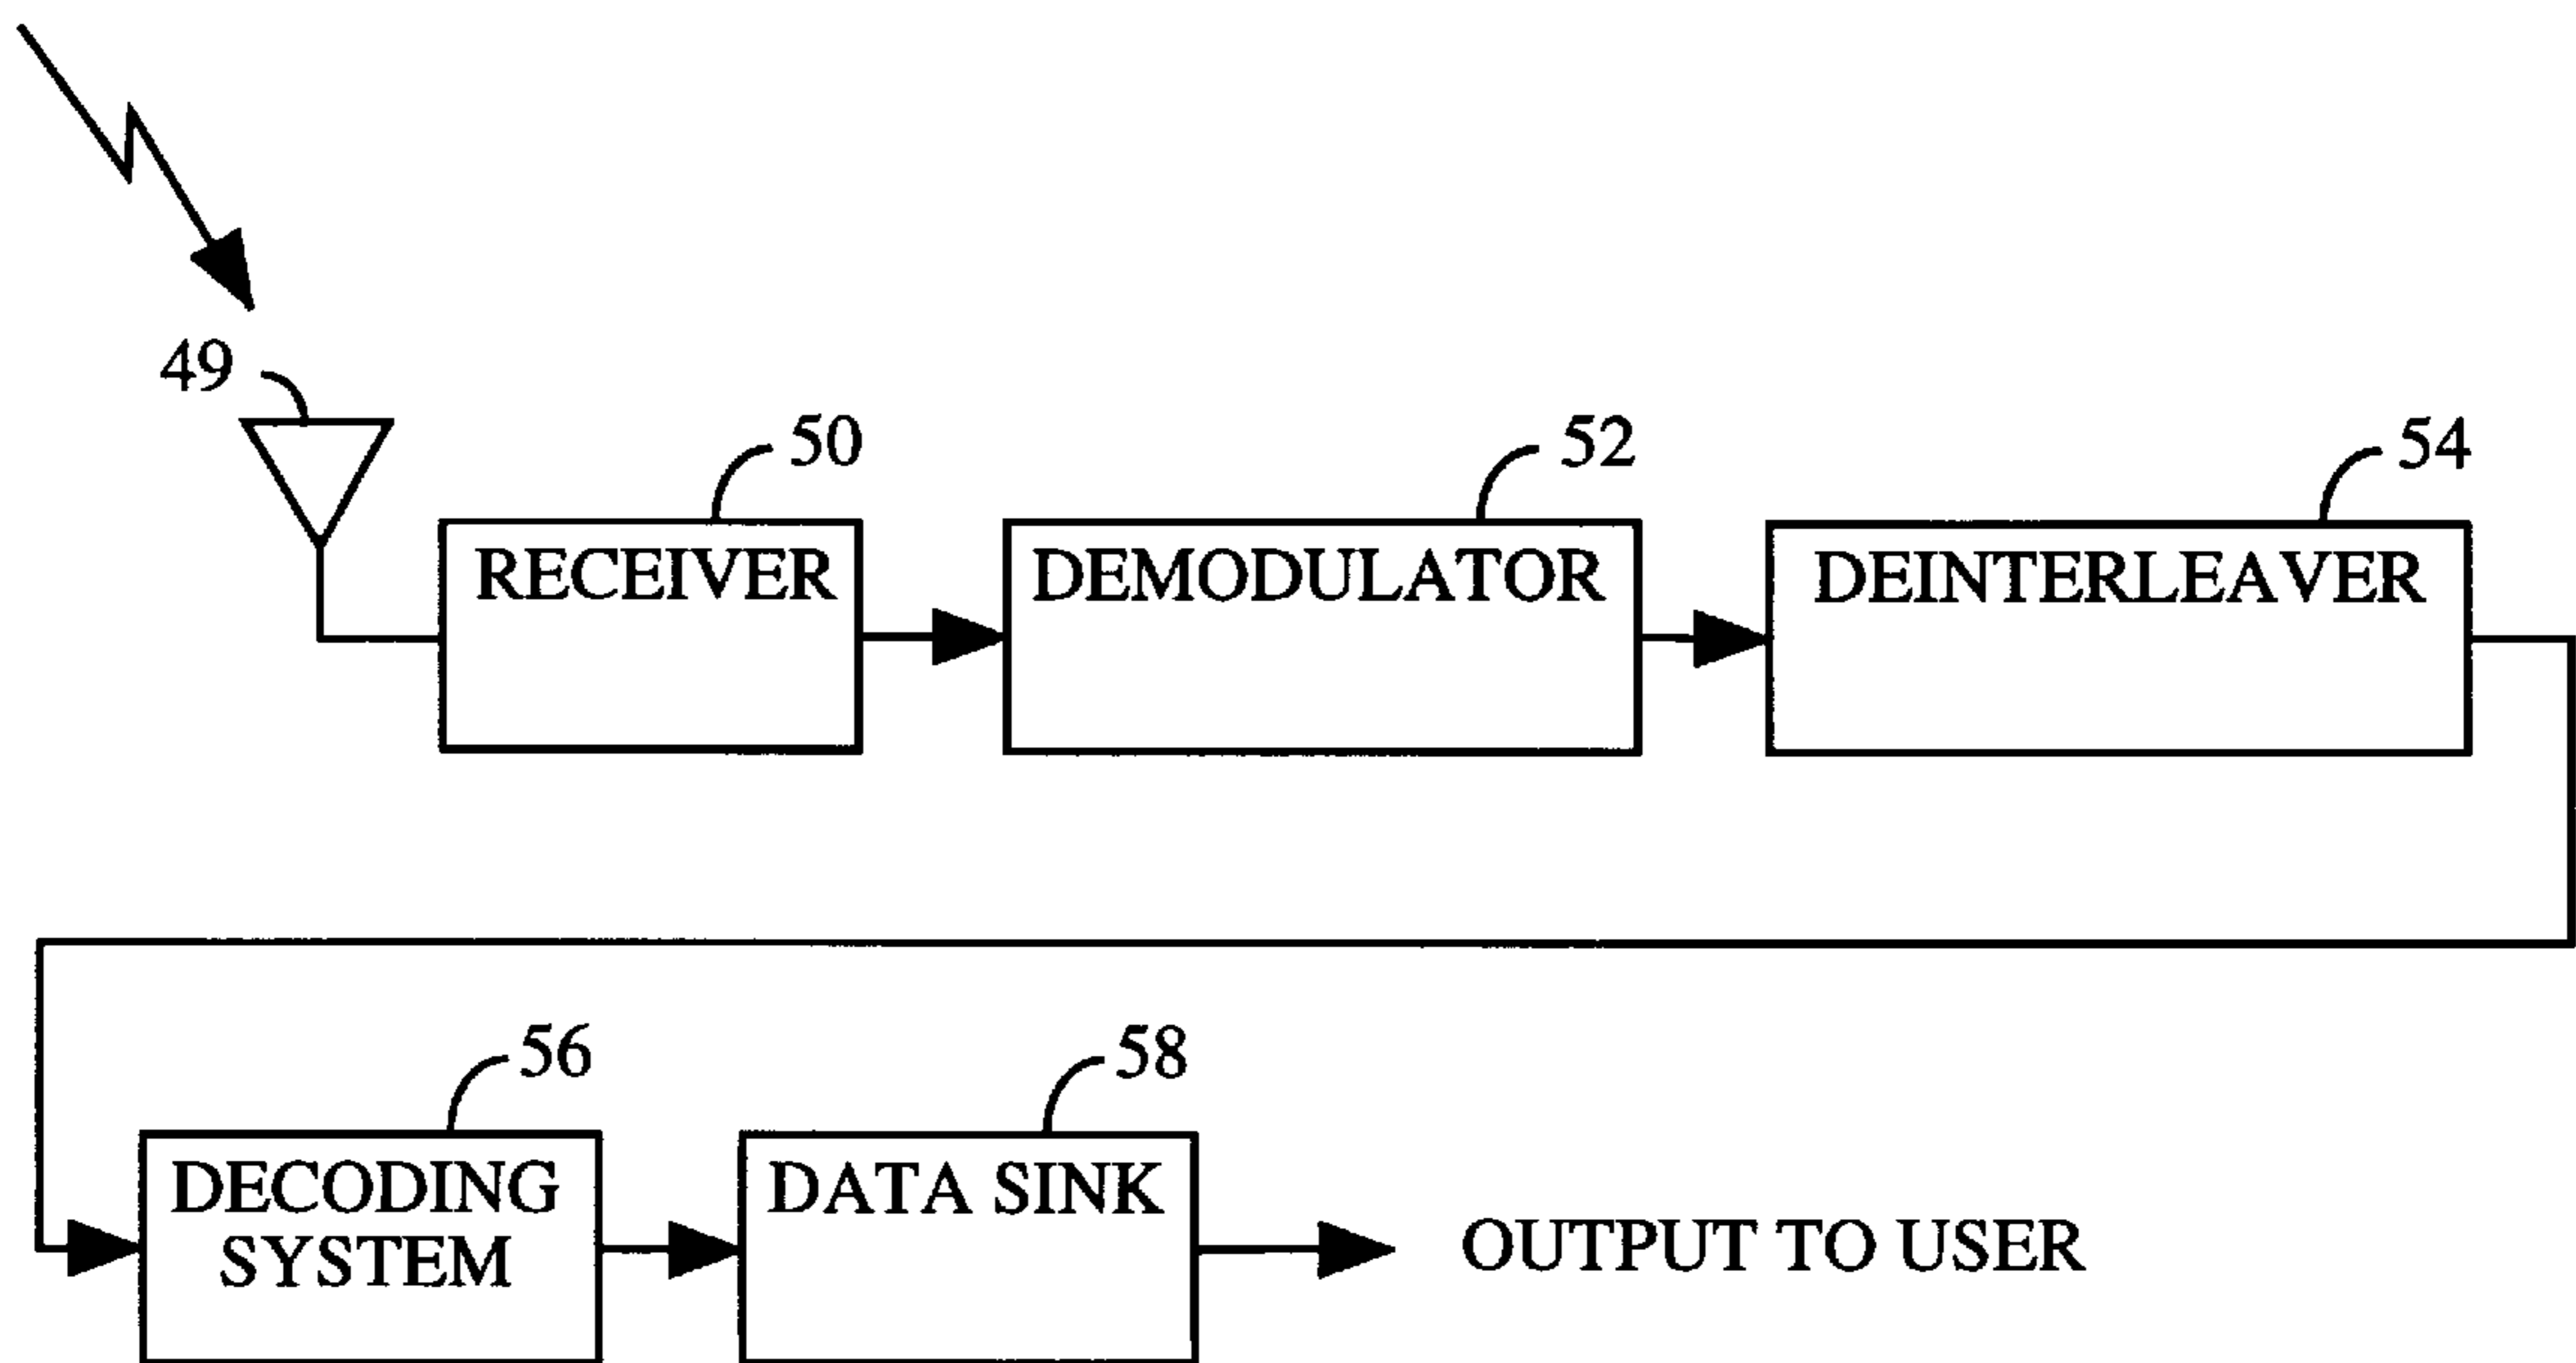 49
50
52
54
RECEIVER
DEMODULATOR
DEINTERLEAVER
56
58
DECODING
SYSTEM
DATA SINK
OUTPUT TO USER